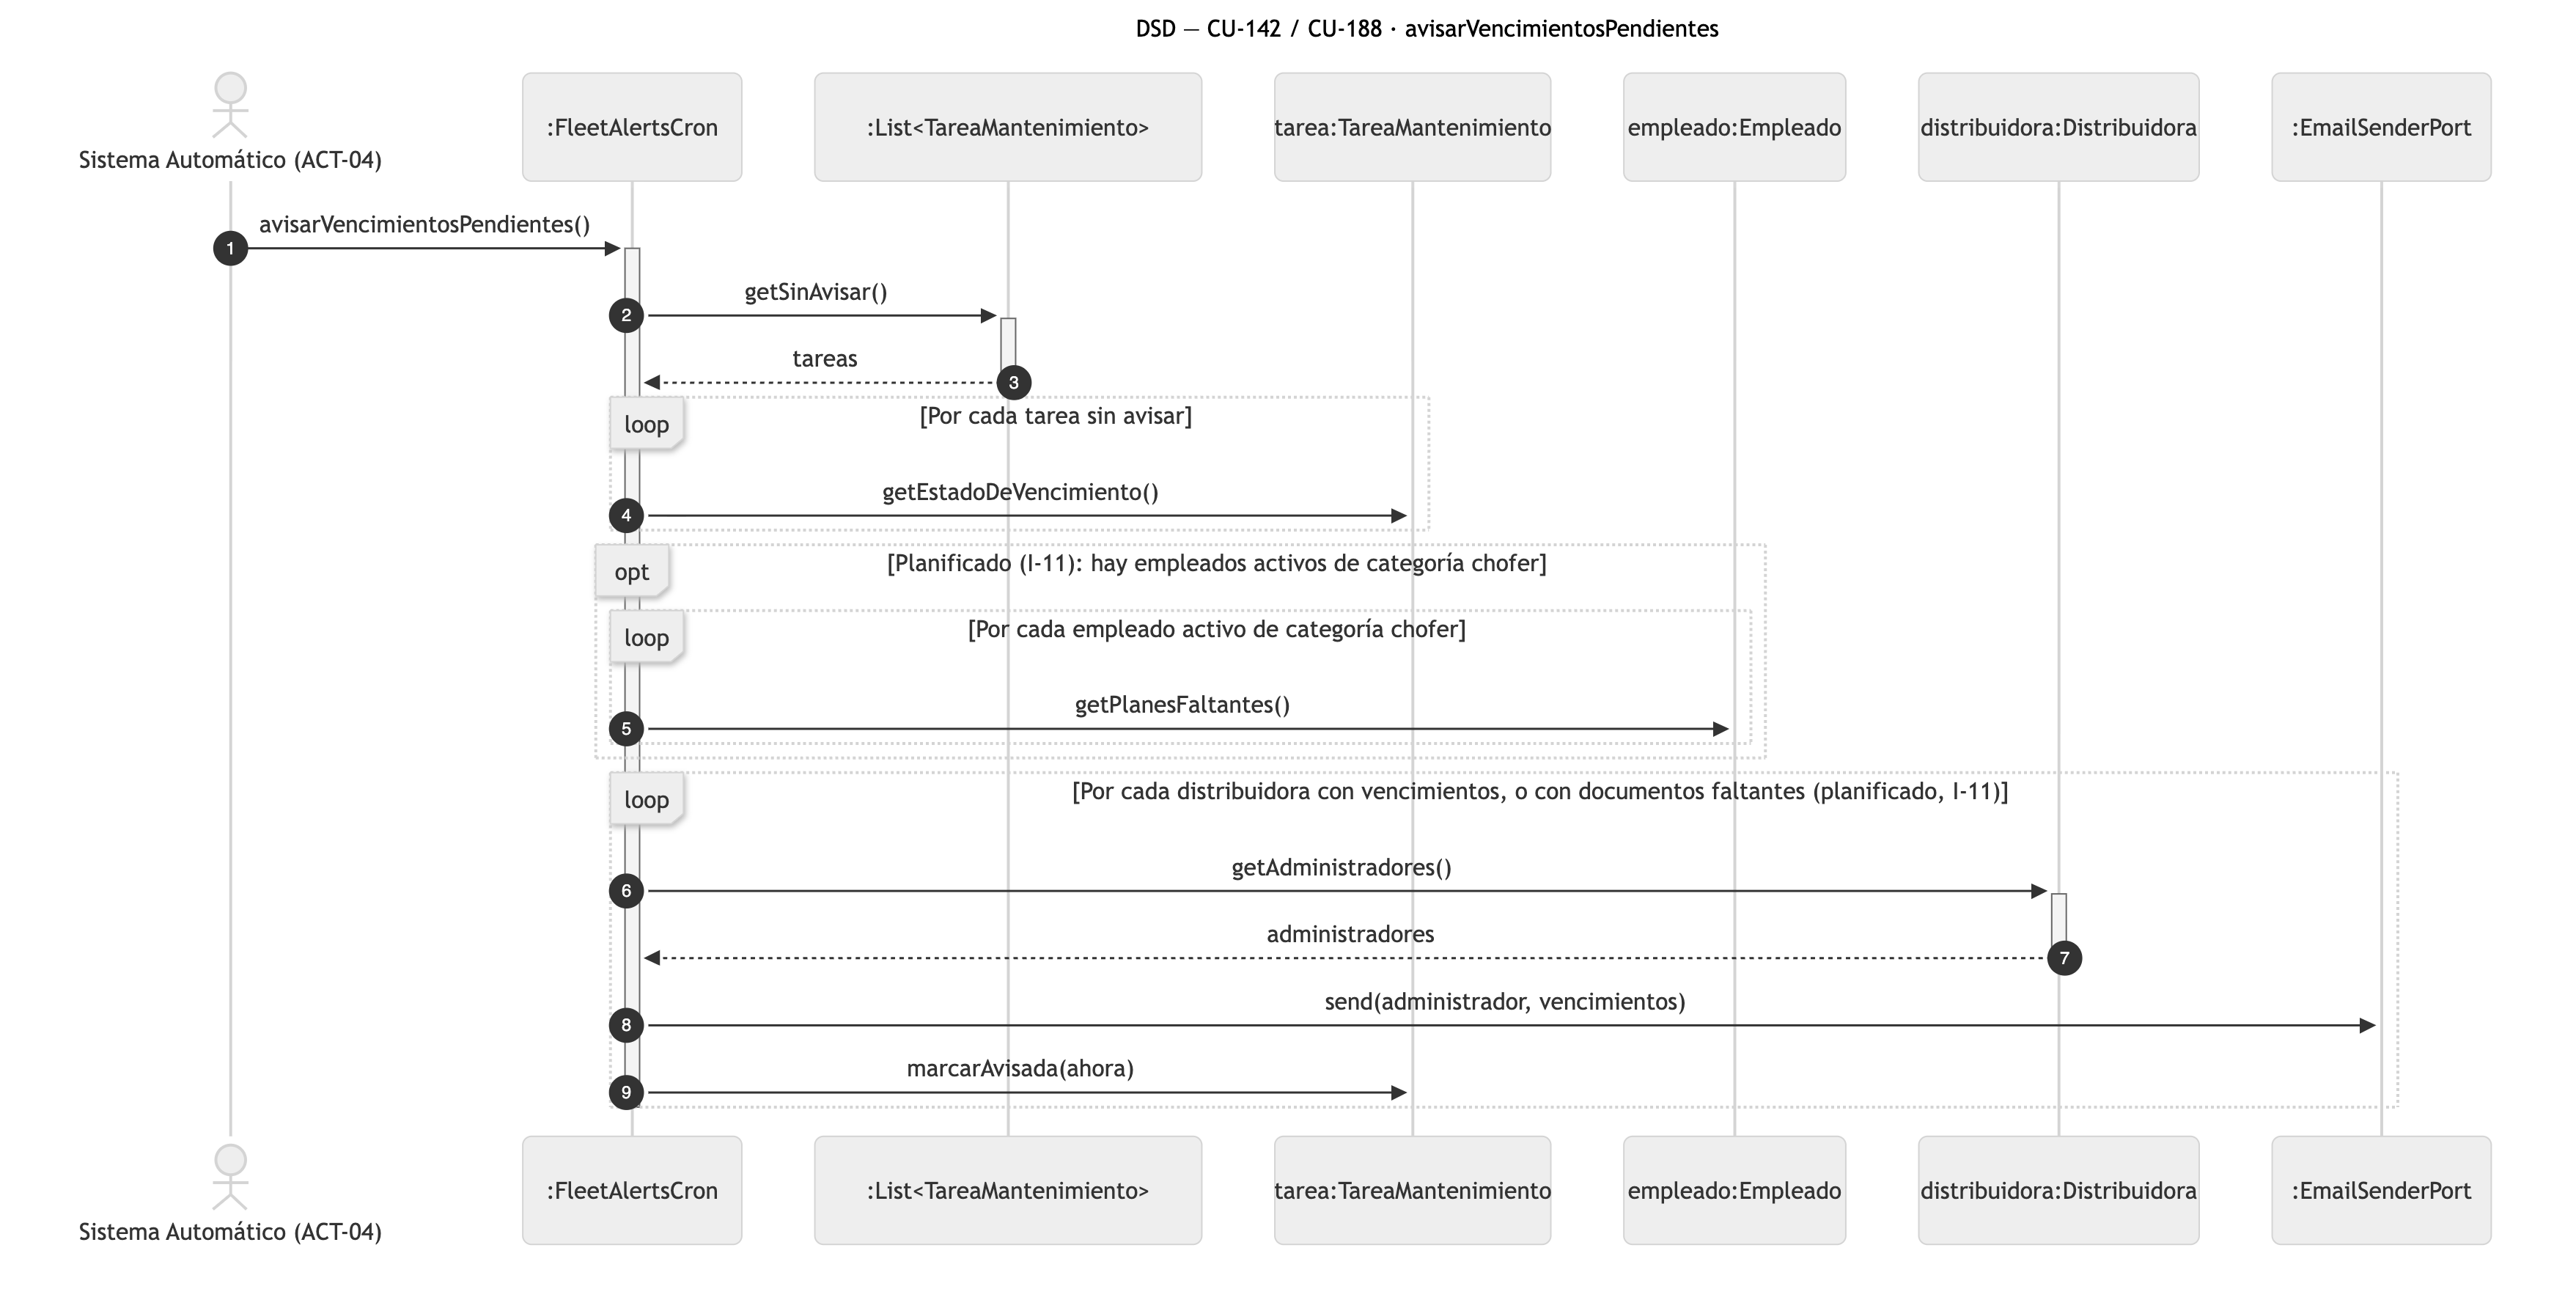 DSD — CU-142 / CU-188 · avisarVencimientosPendientes
Sistema Automático (ACT-04)
:FleetAlertsCron
:List<TareaMantenimiento>
tarea:TareaMantenimiento
empleado:Empleado
distribuidora:Distribuidora
:EmailSenderPort
avisarVencimientosPendientes()
1
getSinAvisar()
2
tareas
3
loop
[Por cada tarea sin avisar]
getEstadoDeVencimiento()
4
opt
[Planificado (I-11): hay empleados activos de categoría chofer]
loop
[Por cada empleado activo de categoría chofer]
getPlanesFaltantes()
5
loop
[Por cada distribuidora con vencimientos, o con documentos faltantes (planificado, I-11)]
getAdministradores()
6
administradores
7
send(administrador, vencimientos)
8
marcarAvisada(ahora)
9
:FleetAlertsCron
:List<TareaMantenimiento>
tarea:TareaMantenimiento
empleado:Empleado
distribuidora:Distribuidora
:EmailSenderPort
Sistema Automático (ACT-04)